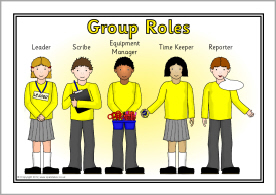 Group Roles
Leader
Scribe
Equipment
Manager
Time Keeper
Reporter